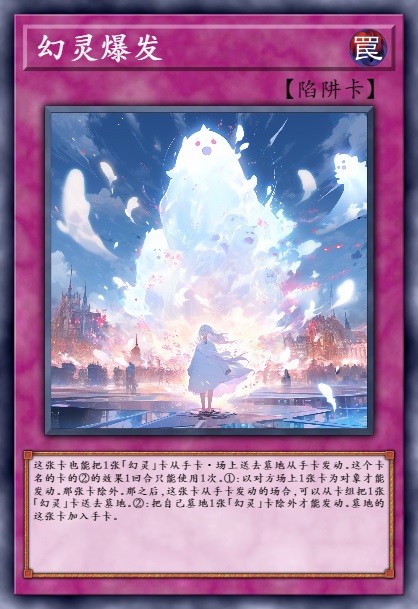 幻灵爆发
罠
【陷阱卡】
这张卡也能把1张「幻灵」卡从手卡·场上送去墓地从手卡发动。这个卡
名的卡的②的效果1回合只能使用1次。①:以对方场上1张卡为对象才能
发动。那张卡除外。那之后,这张卡从手卡发动的场合,可以从卡组把1张
「幻灵」卡送去墓地。②:把自己墓地1张「幻灵」卡除外才能发动。墓地的
这张卡加入手卡。